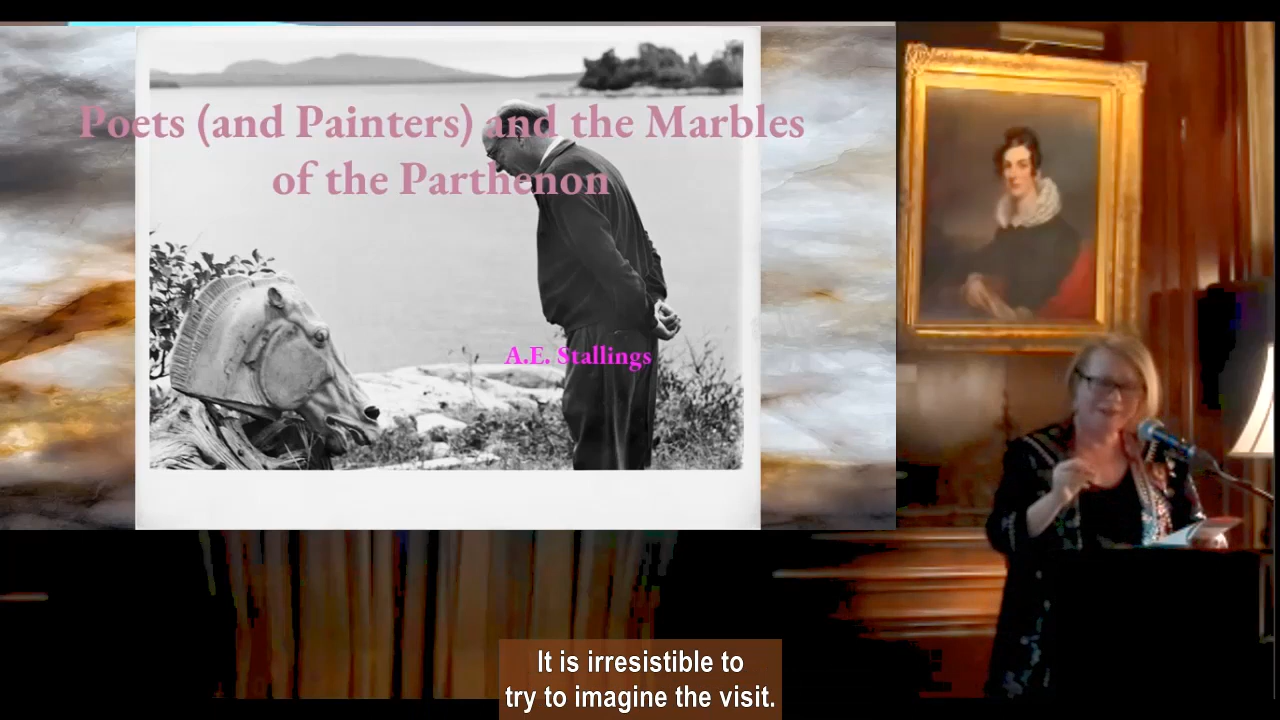 Poets (and Painters) and the Marbles
of the Parthenon
A.E. Stallings
It is irresistible to
try to imagine the visit.